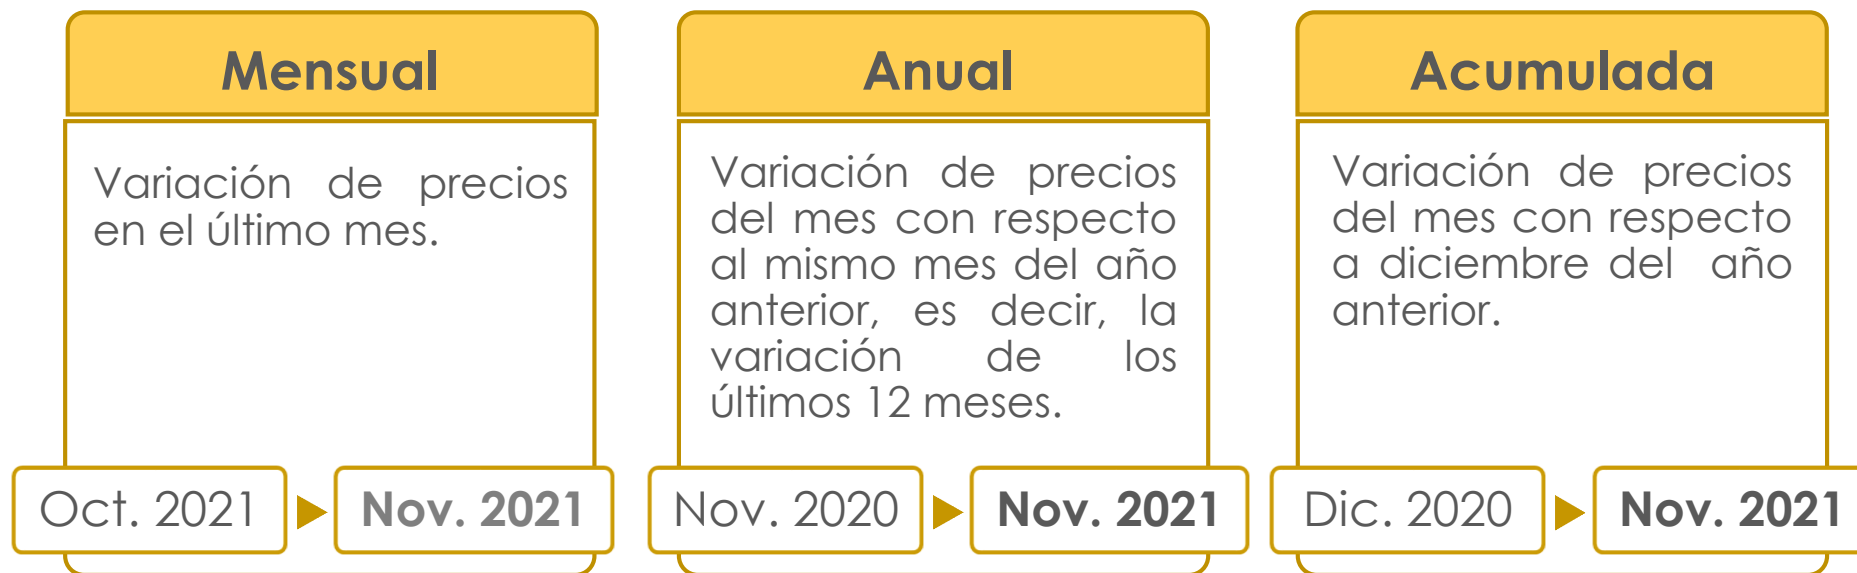 Mensual
Variación de precios
en el último mes.
Oct. 2021
Nov. 2021
Anual
Variación de precios
del mes con respecto
al mismo mes del año
anterior, es decir, la
variación de los
últimos 12 meses.
Nov. 2020
Nov. 2021
Acumulada
Variación de precios
del mes con respecto
a diciembre del año
anterior.
Dic. 2020
Nov. 2021